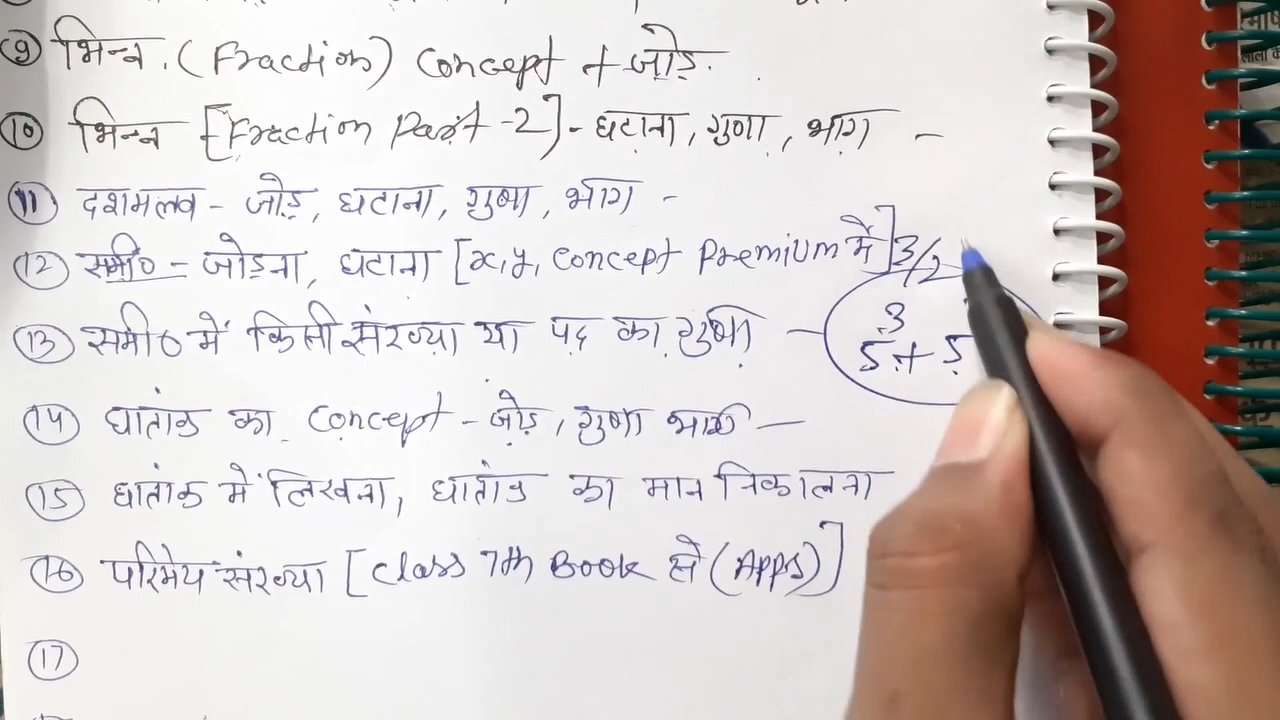 ⑨ भिन्न. (Fraction) Concept + जोड़.
⑩ भिन्न [Fraction Part-2] - घटाना, गुणा, भाग -
⑪ दशमलव - जोड़, घटाना, गुणा, भाग -
⑫ समी० - जोड़ना, घटाना [x, y, concept Premium में] 3/2
⑬ समी० में किसी संख्या या पद का गुणा -
3
5 + 5
⑭ घातांक का Concept - जोड़, गुणा भाग -
⑮ घातांक में लिखना, घातांक का मान निकालना
⑯ परिमेय संख्या [Class 7th Book से (Apps)]
⑰